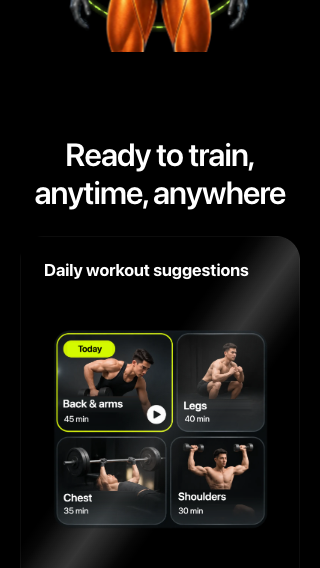 Ready to train,
anytime, anywhere
Daily workout suggestions
Today
Back & arms
45 min
Legs
40 min
Chest
35 min
Shoulders
30 min